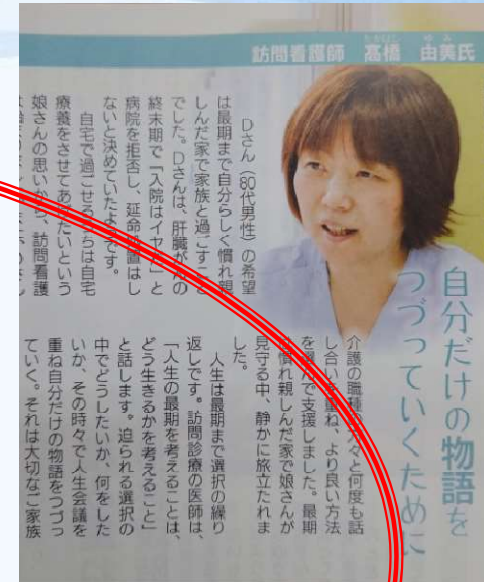 訪問看護師 髙橋 由美氏
自分だけの物語を
つづっていくために
Dさん（80代男性）の希望
は最期まで自分らしく慣れ親
しんだ家で家族と過ごすこと
でした。Dさんは、肝臓がんの
終末期で「入院はイヤだ」と
病院を拒否し、延命処置はし
ないと決めていたようです。
自宅で過ごせるうちは自宅
療養をさせてあげたいという
娘さんの思いから、訪問看護
介護の職種の方々と何度も話
し合いを重ね、より良い方法
を選んで支援しました。最期
は慣れ親しんだ家で娘さんが
見守る中、静かに旅立たれま
した。
人生は最期まで選択の繰り
返しです。訪問診療の医師は、
「人生の最期を考えることは、
どう生きるかを考えること」
と話します。迫られる選択の
中でどうしたいか、何をした
いか、その時々で人生会議を
重ね自分だけの物語をつづっ
ていく。それは大切なご家族